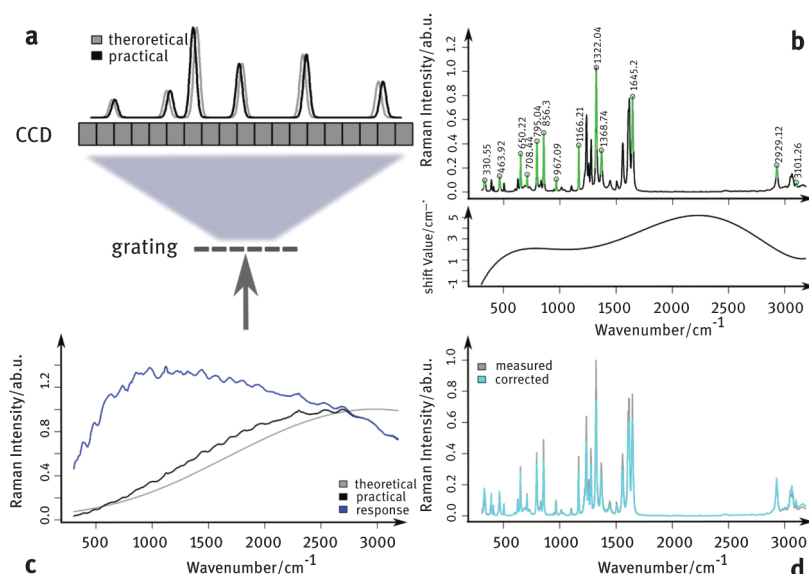 a
theroretical
practical
CCD
grating
b
Raman Intensity/ab.u.
1.2
1.0
0.8
0.6
0.4
0.2
0.0
330.55
463.92
650.22
708.44
795.04
856.3
967.09
1166.21
1322.04
1368.74
1645.2
2929.12
3101.26
shift Value/cm⁻
5
3
1
-1
500 1000 1500 2000 2500 3000
Wavenumber/cm⁻¹
c
Raman Intensity/ab.u.
1.2
0.8
0.4
0.0
theoretical
practical
response
500 1000 1500 2000 2500 3000
Wavenumber/cm⁻¹
d
Raman Intensity/ab.u.
1.0
0.8
0.6
0.4
0.2
0.0
measured
corrected
500 1000 1500 2000 2500 3000
Wavenumber/cm⁻¹